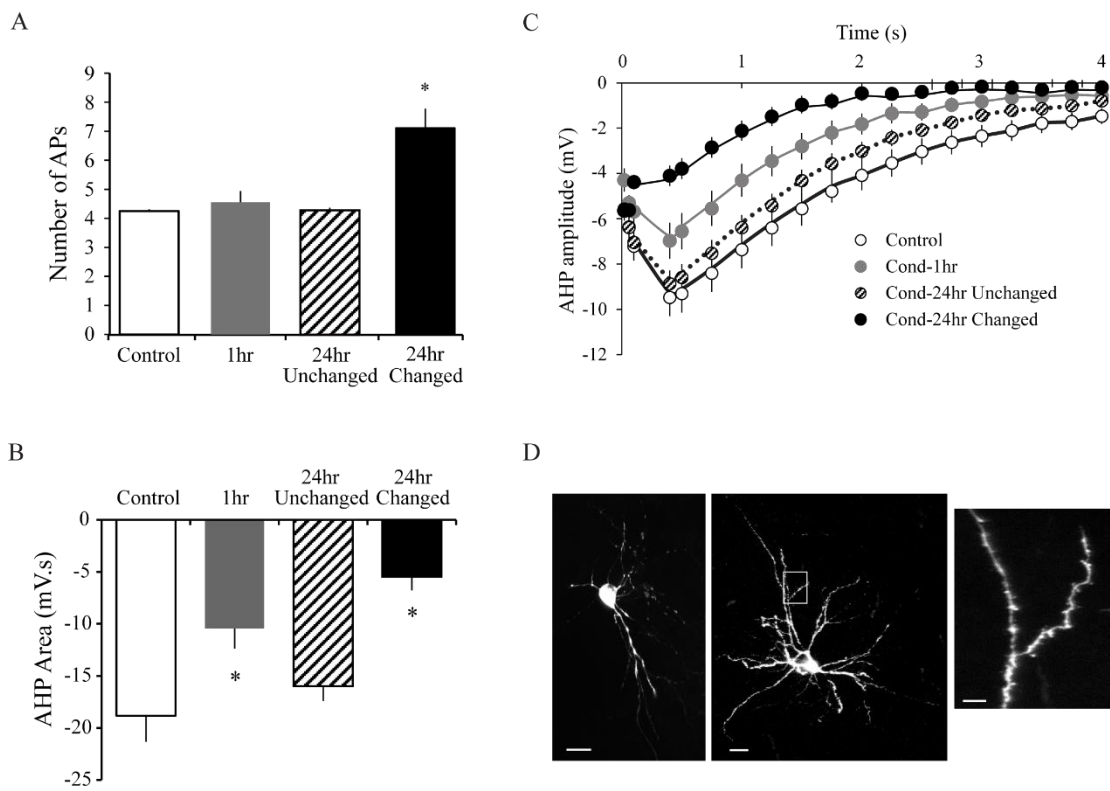 A
Number of APs
9
8
7
6
5
4
3
2
1
0
*
Control
1hr
24hr
Unchanged
24hr
Changed
B
AHP Area (mV.s)
Control
1hr
24hr
Unchanged
24hr
Changed
0
-5
-10
-15
-20
-25
*
*
C
Time (s)
0
1
2
3
4
AHP amplitude (mV)
0
-2
-4
-6
-8
-10
-12
Control
Cond-1hr
Cond-24hr Unchanged
Cond-24hr Changed
D